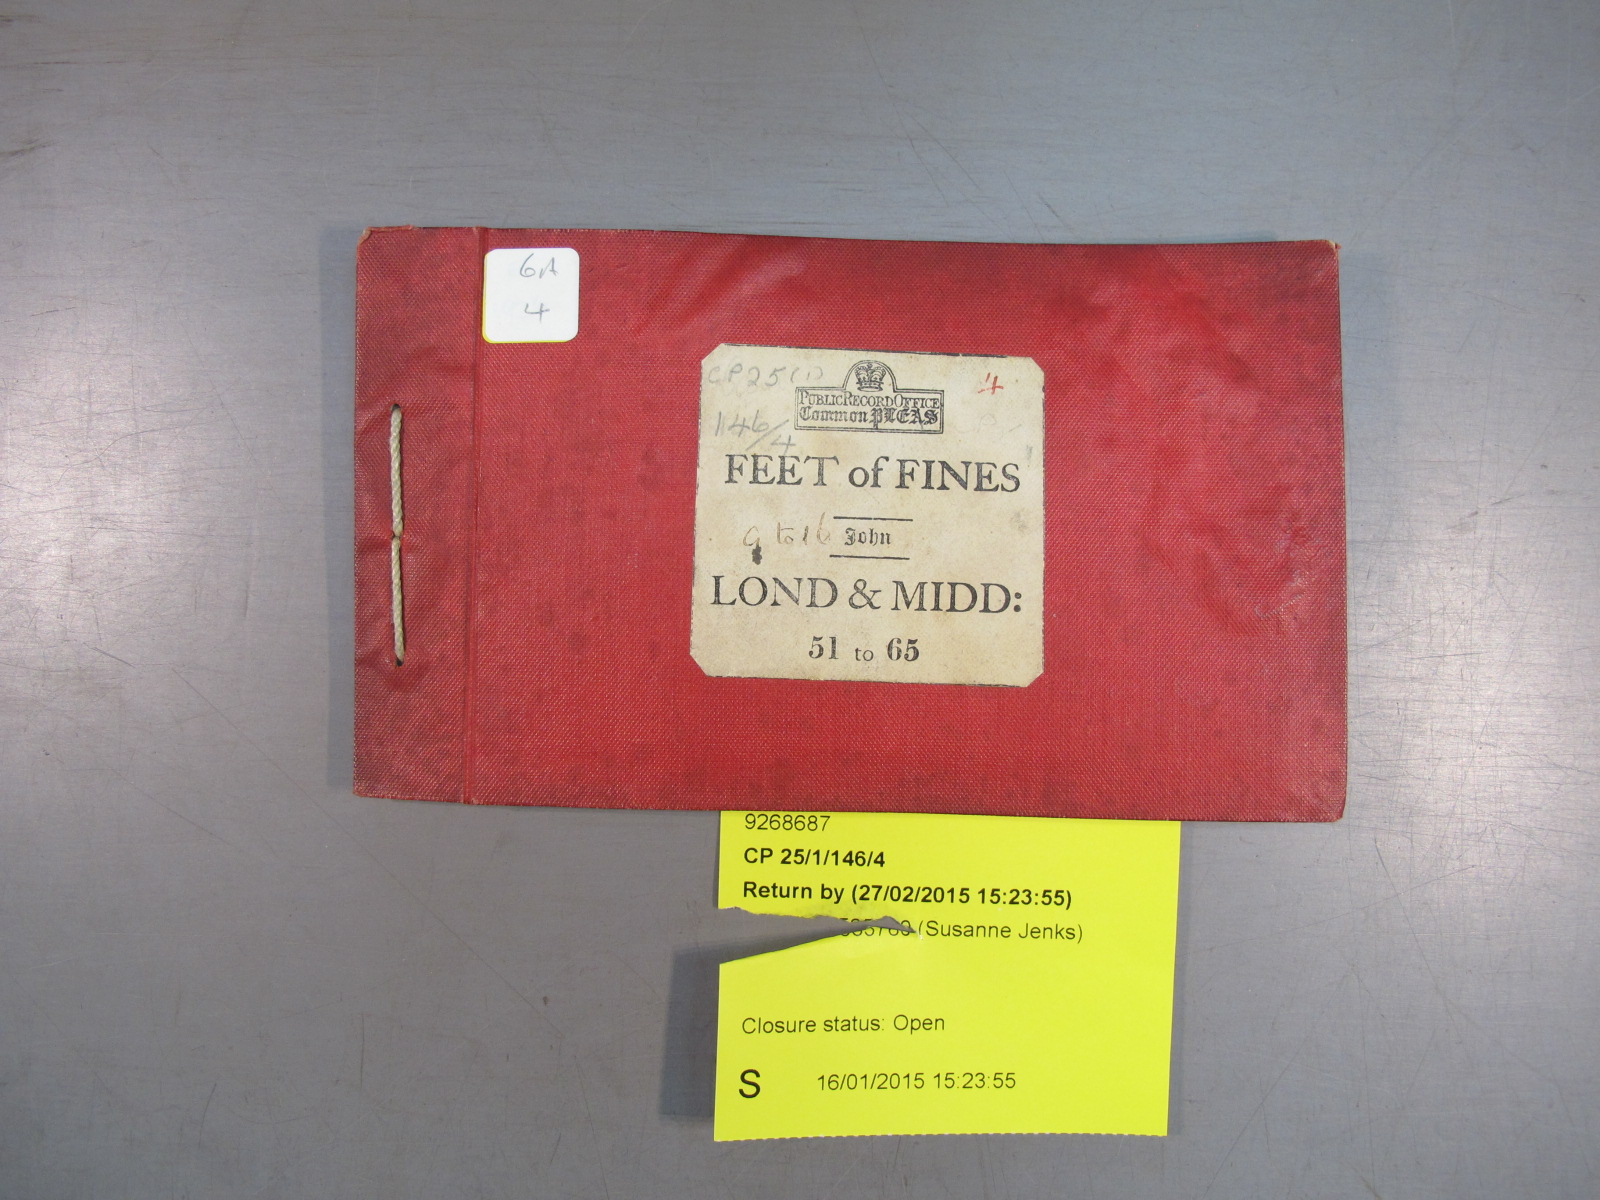 6A
4
CP25(1)
146/4
4
PUBLIC RECORD OFFICE
Common PLEAS
FEET of FINES
9 to 16
John
LOND & MIDD:
51 to 65
9268687
CP 25/1/146/4
Return by (27/02/2015 15:23:55)
(Susanne Jenks)
Closure status: Open
S 16/01/2015 15:23:55